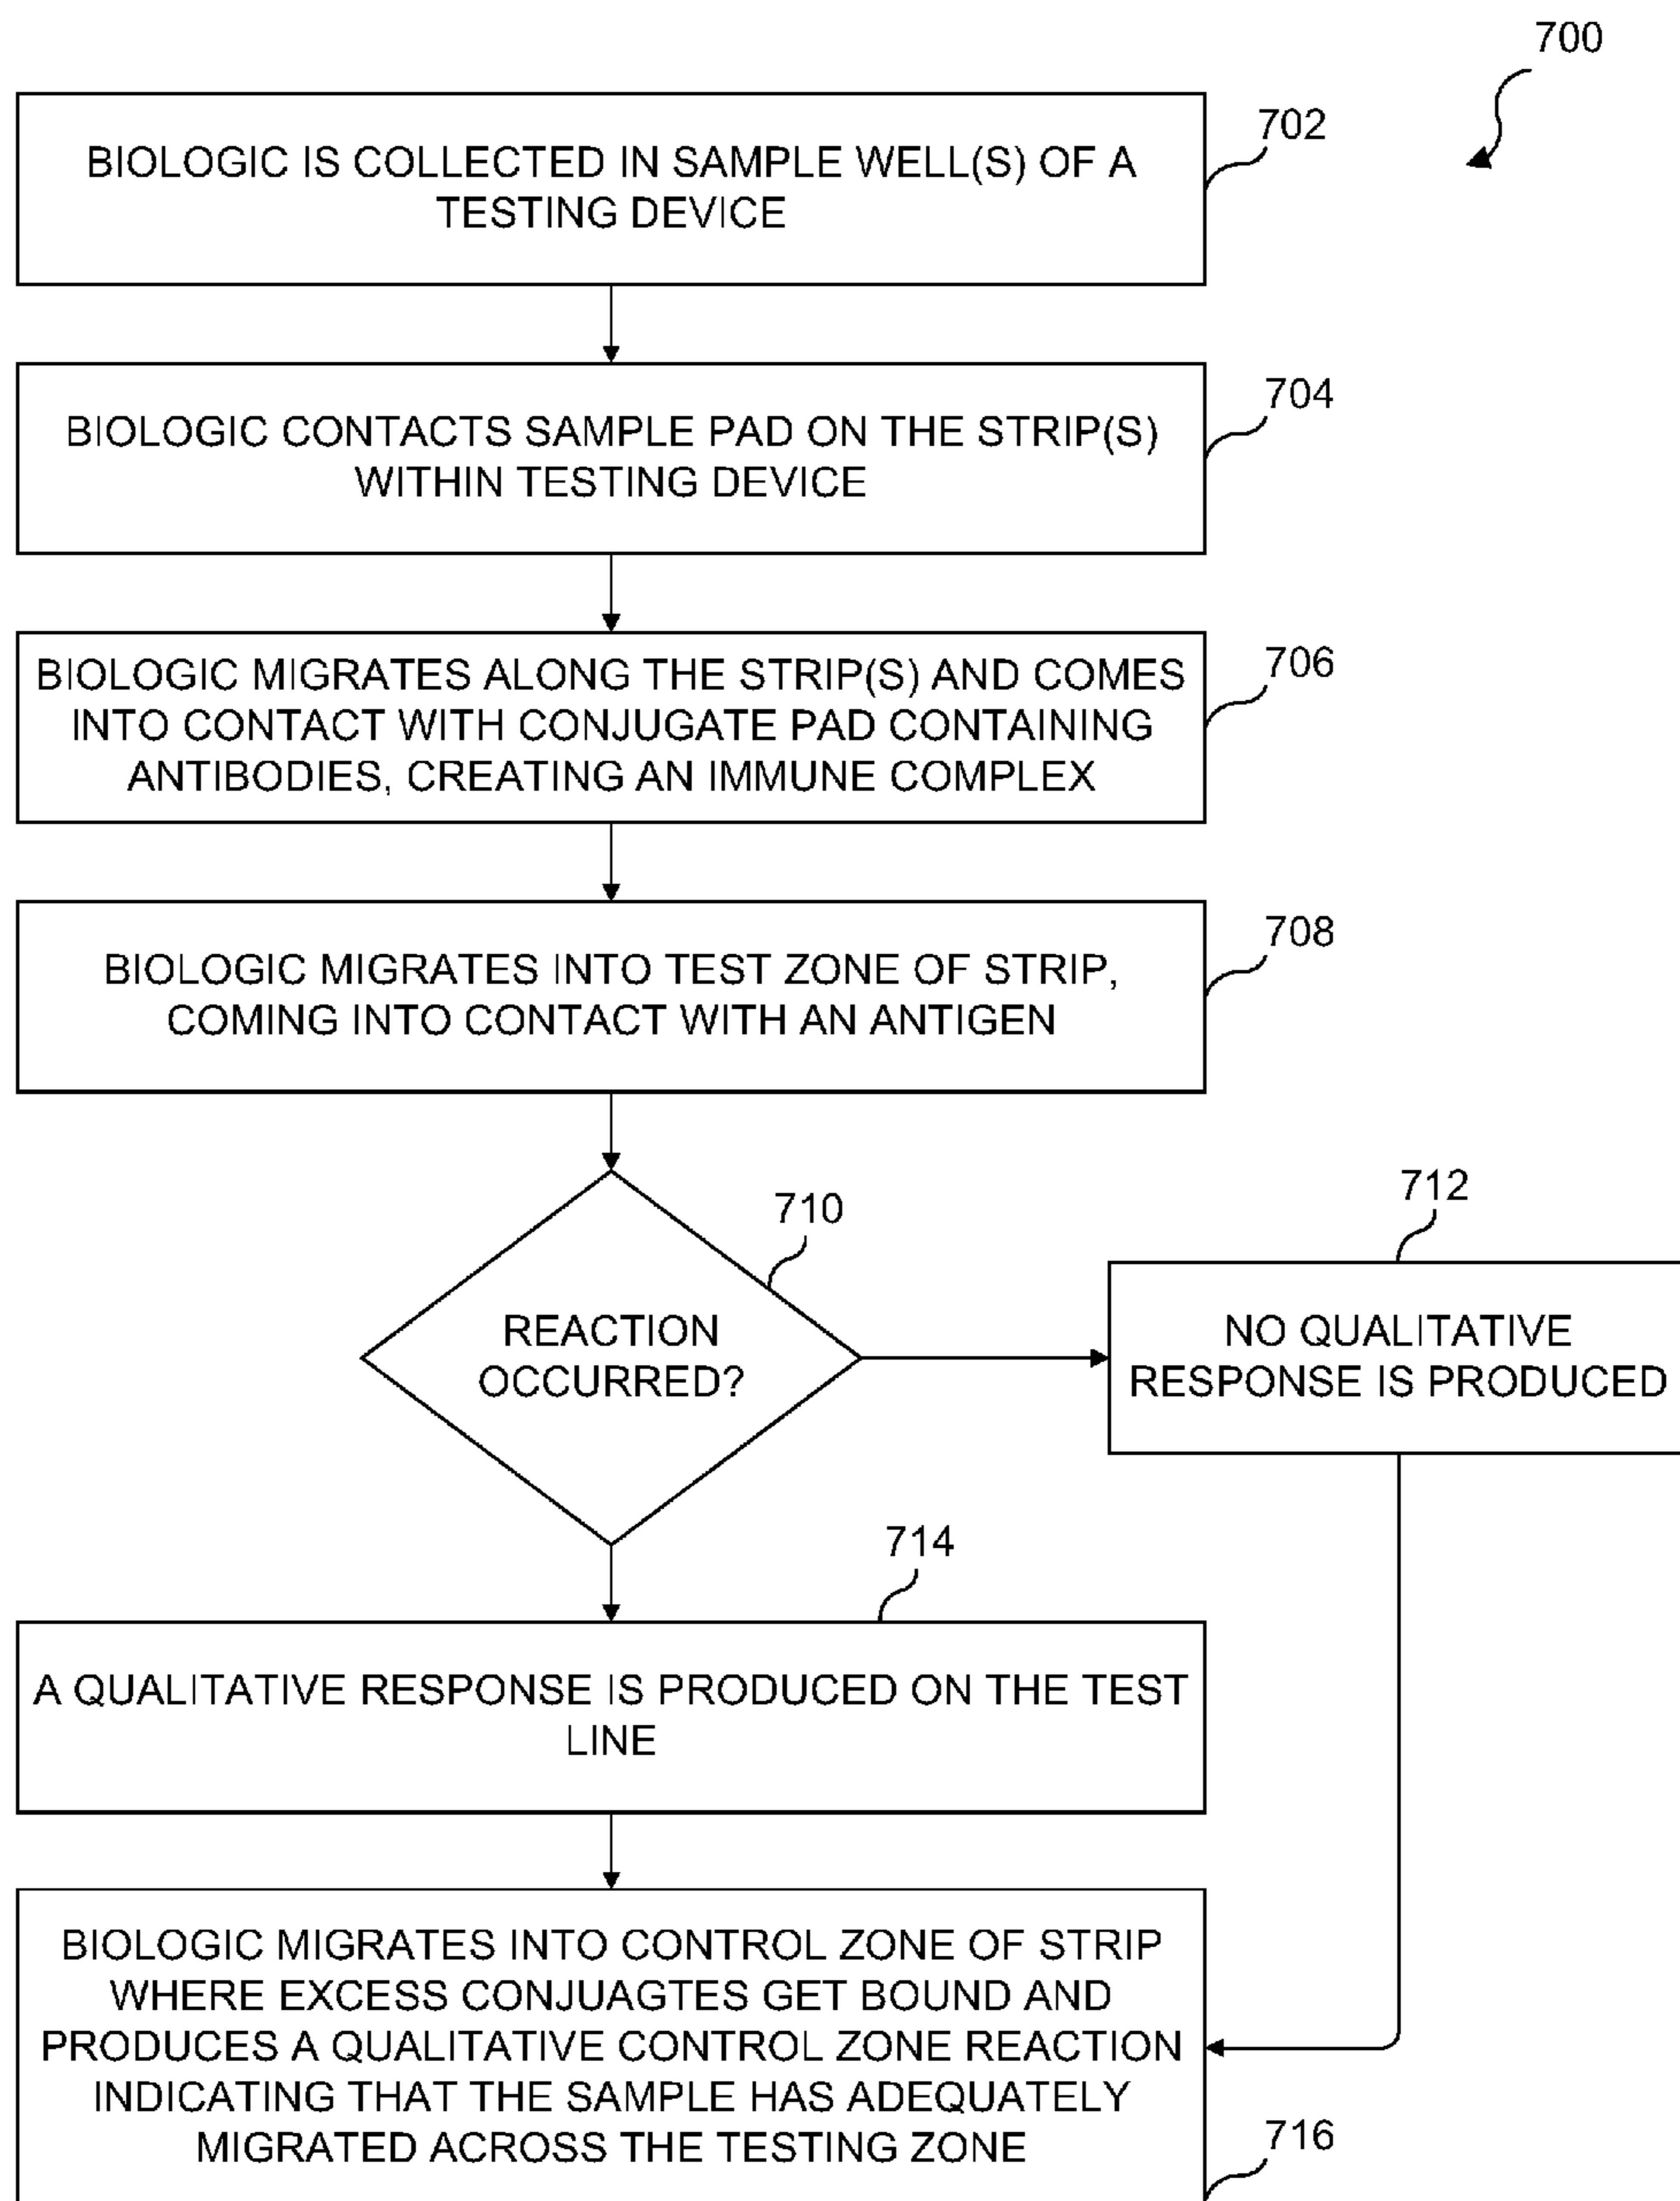 700
702
BIOLOGIC IS COLLECTED IN SAMPLE WELL(S) OF A
TESTING DEVICE
704
BIOLOGIC CONTACTS SAMPLE PAD ON THE STRIP(S)
WITHIN TESTING DEVICE
706
BIOLOGIC MIGRATES ALONG THE STRIP(S) AND COMES
INTO CONTACT WITH CONJUGATE PAD CONTAINING
ANTIBODIES, CREATING AN IMMUNE COMPLEX
708
BIOLOGIC MIGRATES INTO TEST ZONE OF STRIP,
COMING INTO CONTACT WITH AN ANTIGEN
710
REACTION
OCCURRED?
712
NO QUALITATIVE
RESPONSE IS PRODUCED
714
A QUALITATIVE RESPONSE IS PRODUCED ON THE TEST
LINE
BIOLOGIC MIGRATES INTO CONTROL ZONE OF STRIP
WHERE EXCESS CONJUAGTES GET BOUND AND
PRODUCES A QUALITATIVE CONTROL ZONE REACTION
INDICATING THAT THE SAMPLE HAS ADEQUATELY
MIGRATED ACROSS THE TESTING ZONE
716